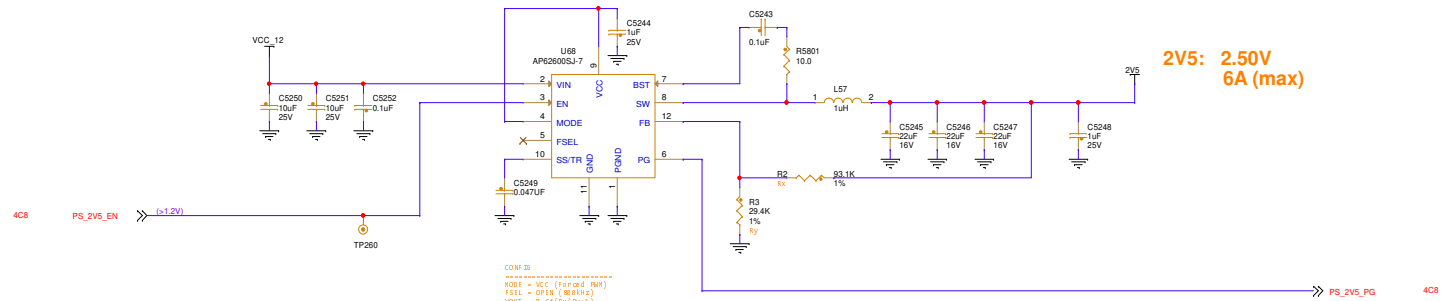 C5244
1uF
25V
C5243
0.1uF
VCC_12
U68
AP62600SJ-7
R5801
10.0
2V5: 2.50V
6A (max)
2V5
9
2 VIN
VCC
BST 7
3 EN
SW 8
L57
1 2
1uH
4 MODE
FB 12
5 FSEL
10 SS/TR
GND
PGND
PG 6
11
1
C5250
10uF
25V
C5251
10uF
25V
C5252
0.1uF
C5245
22uF
16V
C5246
22uF
16V
C5247
22uF
16V
C5248
1uF
25V
C5249
0.047UF
R2
Rx
93.1K
1%
R3
29.4K
1%
Ry
4C8 PS_2V5_EN (>1.2V)
TP260
CONFIG
MODE = VCC (Forced PWM)
FSEL = OPEN (800kHz)
PS_2V5_PG 4C8